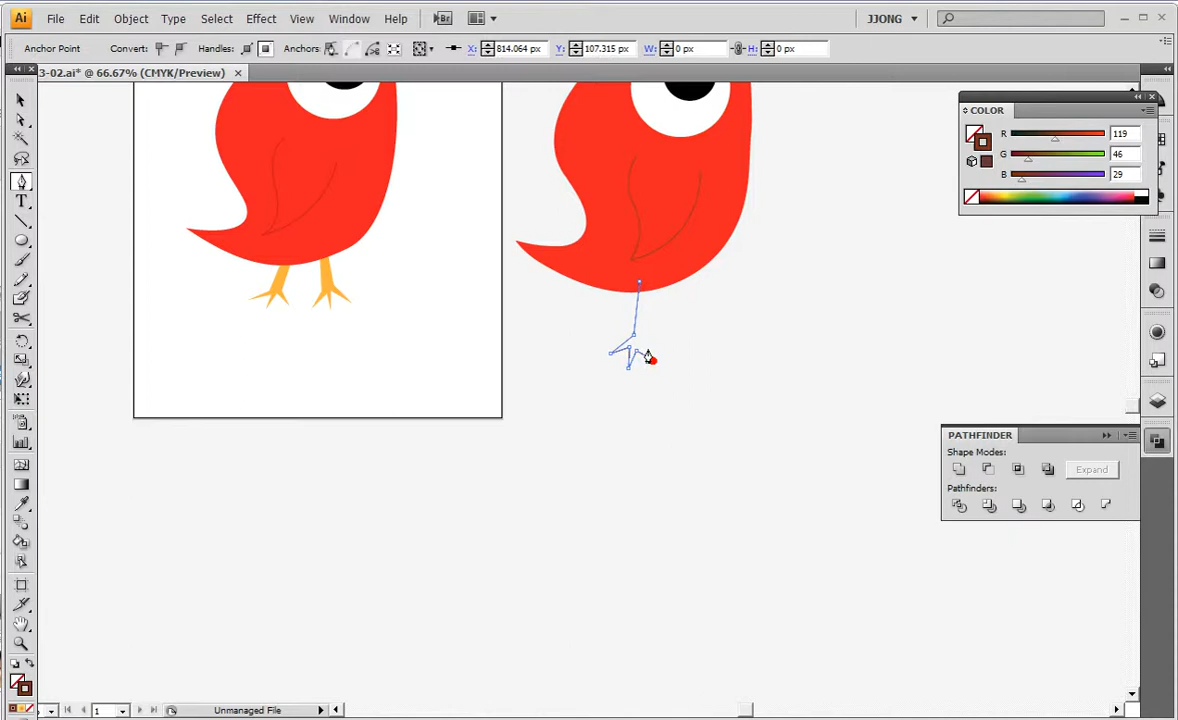 Ai File Edit Object Type Select Effect View Window Help Br JJONG
Anchor Point Convert: Handles: Anchors: X: 814.064 px Y: 107.315 px W: 0 px H: 0 px
3-02.ai* @ 66.67% (CMYK/Preview)
COLOR
R 119
G 46
B 29
PATHFINDER
Shape Modes:
Expand
Pathfinders:
T
1 Unmanaged File